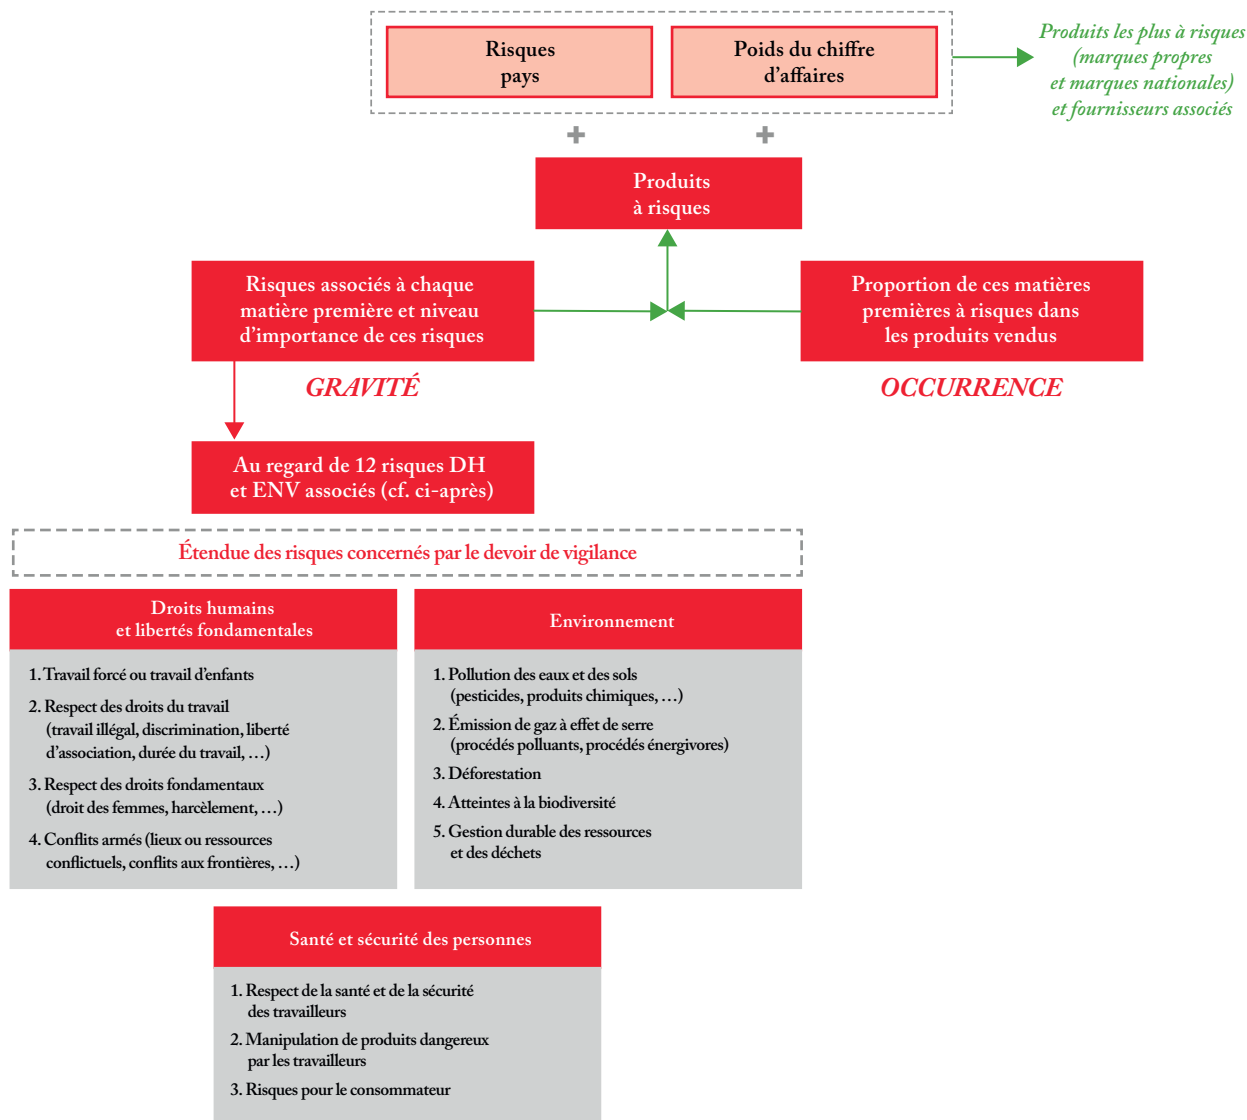 Risques
pays
Poids du chiffre
d’affaires
Produits les plus à risques
(marques propres
et marques nationales)
et fournisseurs associés
Produits
à risques
Risques associés à chaque
matière première et niveau
d’importance de ces risques
Proportion de ces matières
premières à risques dans
les produits vendus
GRAVITÉ
OCCURRENCE
Au regard de 12 risques DH
et ENV associés (cf. ci-après)
Étendue des risques concernés par le devoir de vigilance
Droits humains
et libertés fondamentales
1. Travail forcé ou travail d’enfants
2. Respect des droits du travail
(travail illégal, discrimination, liberté
d’association, durée du travail, …)
3. Respect des droits fondamentaux
(droit des femmes, harcèlement, …)
4. Conflits armés (lieux ou ressources
conflictuels, conflits aux frontières, …)
Environnement
1. Pollution des eaux et des sols
(pesticides, produits chimiques, …)
2. Émission de gaz à effet de serre
(procédés polluants, procédés énergivores)
3. Déforestation
4. Atteintes à la biodiversité
5. Gestion durable des ressources
et des déchets
Santé et sécurité des personnes
1. Respect de la santé et de la sécurité
des travailleurs
2. Manipulation de produits dangereux
par les travailleurs
3. Risques pour le consommateur